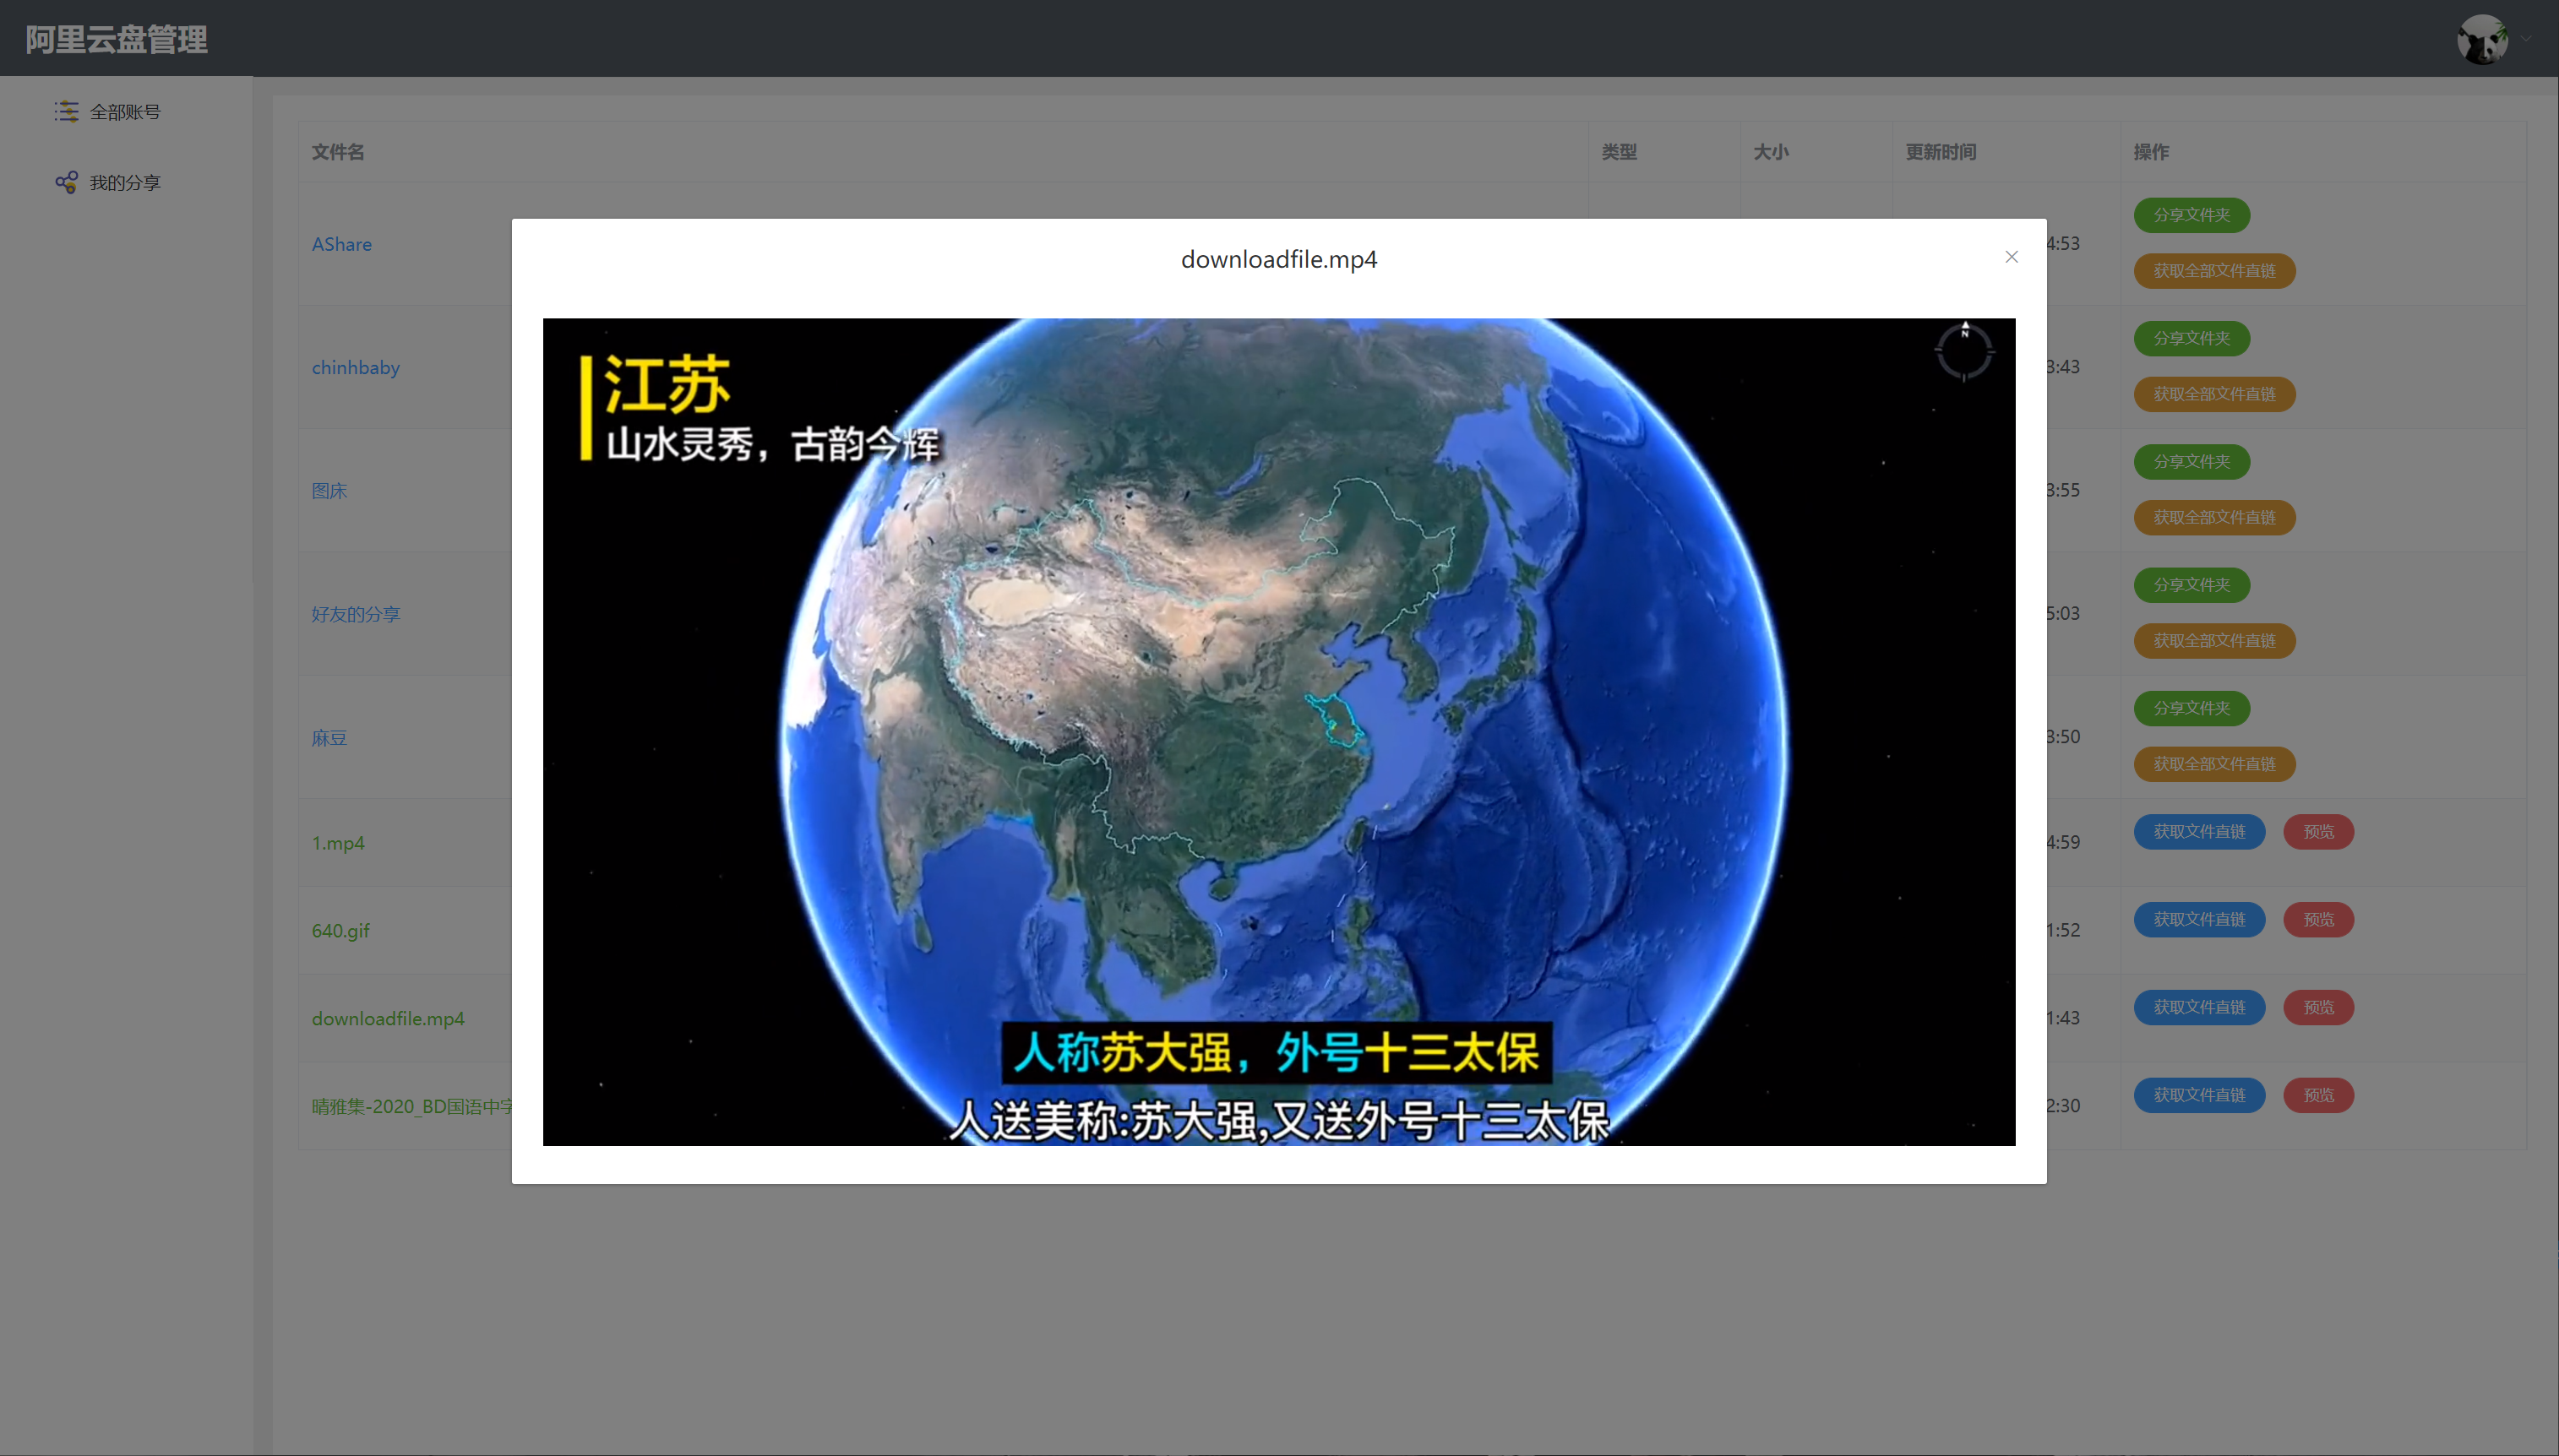 阿里云盘管理
全部账号
我的分享
文件名 类型 大小 更新时间 操作
AShare 4:53 分享文件夹 获取全部文件直链
chinhbaby 3:43 分享文件夹 获取全部文件直链
图床 3:55 分享文件夹 获取全部文件直链
好友的分享 5:03 分享文件夹 获取全部文件直链
麻豆 3:50 分享文件夹 获取全部文件直链
1.mp4 4:59 获取文件直链 预览
640.gif 1:52 获取文件直链 预览
downloadfile.mp4 1:43 获取文件直链 预览
晴雅集-2020_BD国语中字 2:30 获取文件直链 预览
downloadfile.mp4
N
江苏
山水灵秀，古韵今辉
人称苏大强，外号十三太保
人送美称:苏大强,又送外号十三太保